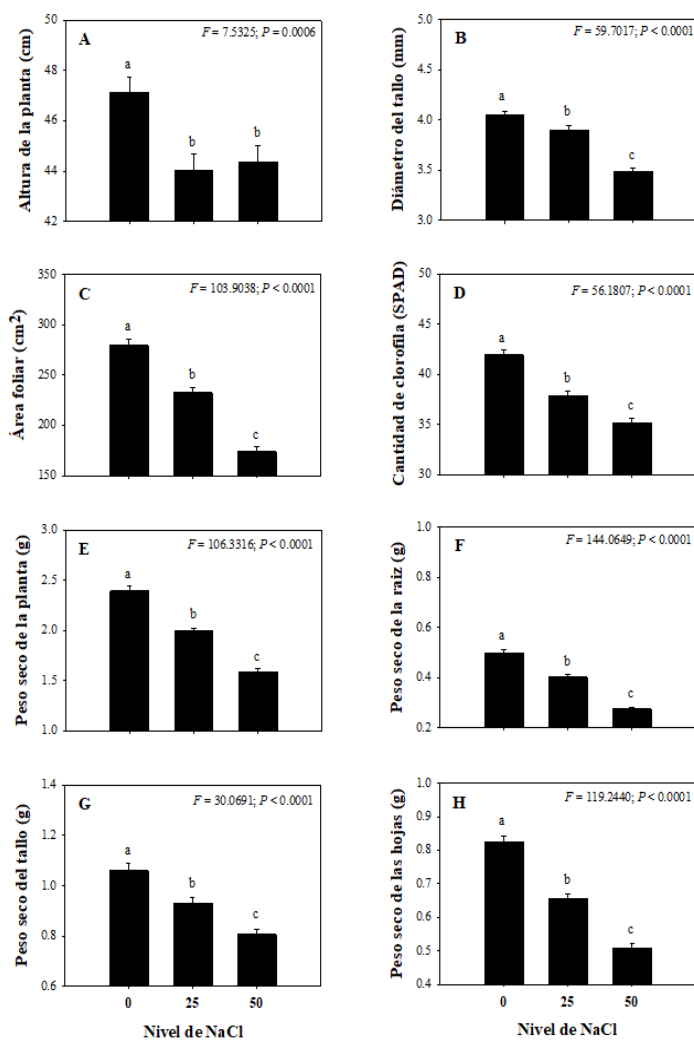 A
F = 7.5325; P = 0.0006
Altura de la planta (cm)
50
48
46
44
42
a
b
b
B
F = 59.7017; P < 0.0001
Diámetro del tallo (mm)
5.0
4.5
4.0
3.5
3.0
a
b
c
C
F = 103.9038; P < 0.0001
Área foliar (cm²)
350
300
250
200
150
a
b
c
D
F = 56.1807; P < 0.0001
Cantidad de clorofila (SPAD)
50
45
40
35
30
a
b
c
E
F = 106.3316; P < 0.0001
Peso seco de la planta (g)
3.0
2.5
2.0
1.5
1.0
a
b
c
F
F = 144.0649; P < 0.0001
Peso seco de la raiz (g)
1.0
0.8
0.6
0.4
0.2
a
b
c
G
F = 30.0691; P < 0.0001
Peso seco del tallo (g)
1.4
1.2
1.0
0.8
0.6
a
b
c
0 25 50
Nivel de NaCl
H
F = 119.2440; P < 0.0001
Peso seco de las hojas (g)
1.0
0.9
0.8
0.7
0.6
0.5
0.4
a
b
c
0 25 50
Nivel de NaCl